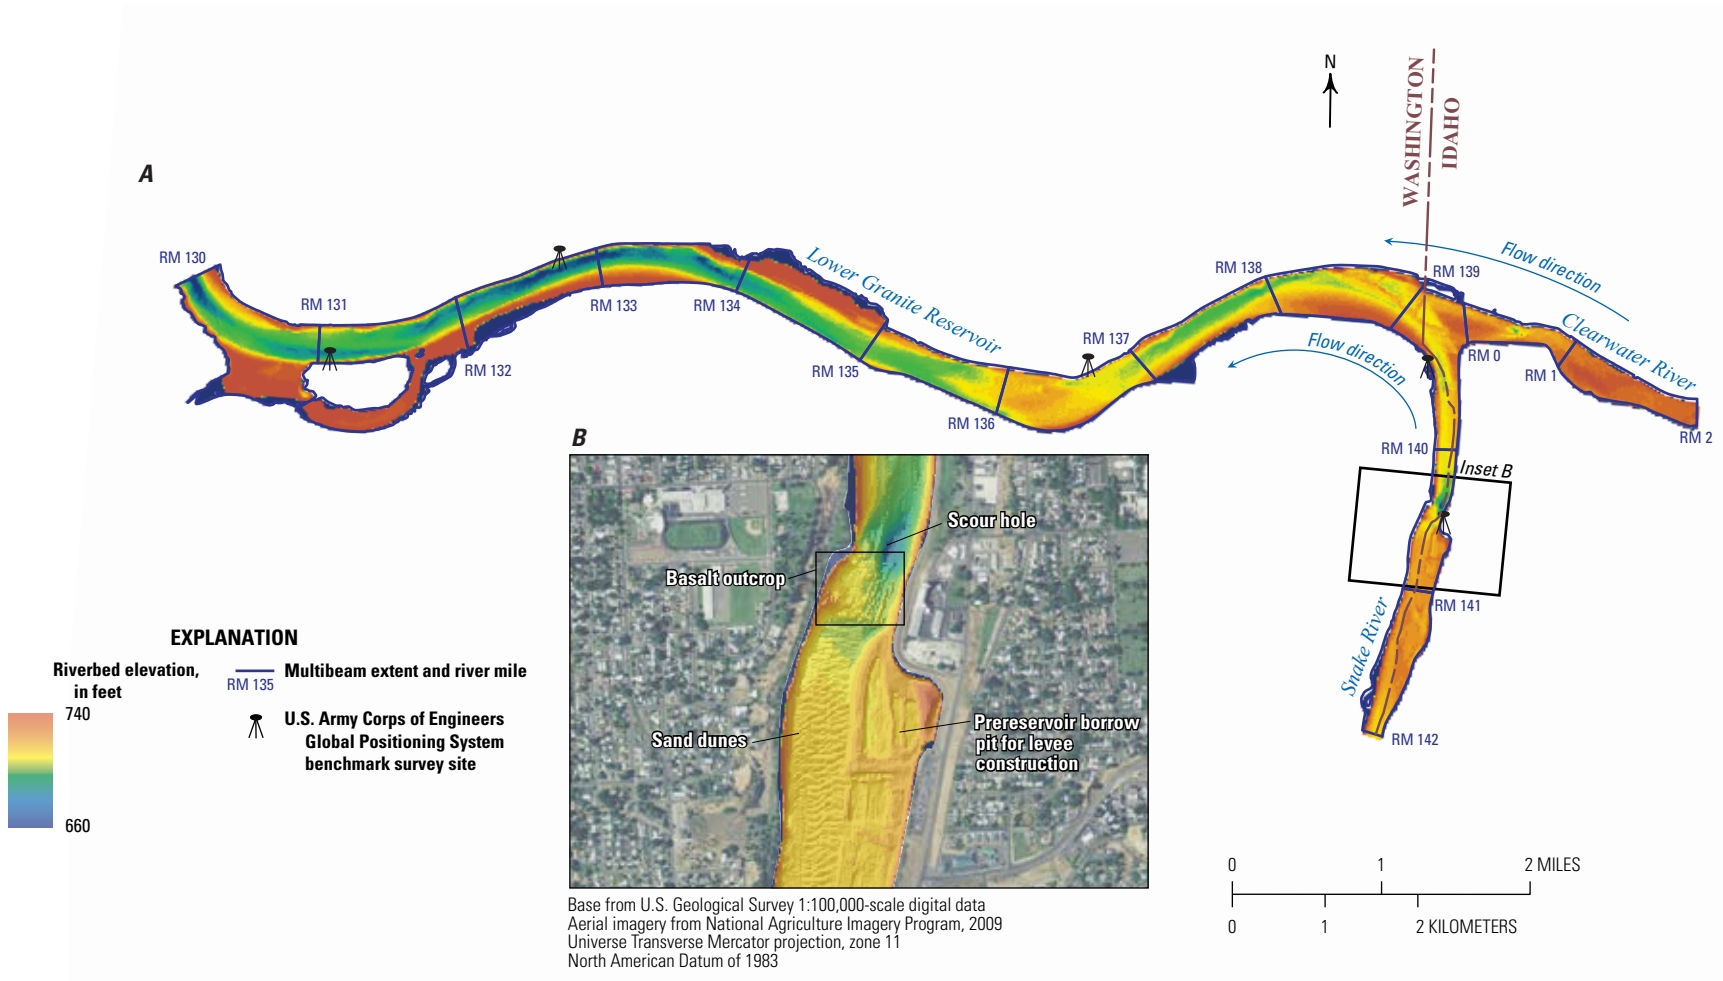 N
WASHINGTON
IDAHO
A
Flow direction
RM 130
RM 131
RM 132
RM 133
RM 134
RM 135
RM 136
RM 137
RM 138
RM 139
Lower Granite Reservoir
Clearwater River
Flow direction
RM 0
RM 1
RM 2
RM 140
Inset B
RM 141
Snake River
RM 142
B
Scour hole
Basalt outcrop
Sand dunes
Prereservoir borrow
pit for levee
construction
EXPLANATION
Riverbed elevation,
in feet
740
660
RM 135
Multibeam extent and river mile
U.S. Army Corps of Engineers
Global Positioning System
benchmark survey site
0 1 2 MILES
0 1 2 KILOMETERS
Base from U.S. Geological Survey 1:100,000-scale digital data
Aerial imagery from National Agriculture Imagery Program, 2009
Universe Transverse Mercator projection, zone 11
North American Datum of 1983